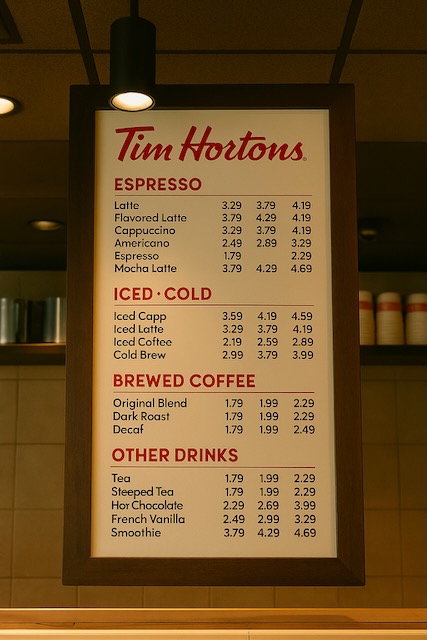 Tim Hortons
ESPRESSO
Latte 3.29 3.79 4.19
Flavored Latte 3.79 4.29 4.19
Cappuccino 3.29 3.79 4.19
Americano 2.49 2.89 3.29
Espresso 1.79 2.29
Mocha Latte 3.79 4.29 4.69
ICED · COLD
Iced Capp 3.59 4.19 4.59
Iced Latte 3.29 3.79 4.19
Iced Coffee 2.19 2.59 2.89
Cold Brew 2.99 3.79 3.99
BREWED COFFEE
Original Blend 1.79 1.99 2.29
Dark Roast 1.79 1.99 2.29
Decaf 1.79 1.99 2.49
OTHER DRINKS
Tea 1.79 1.99 2.29
Steeped Tea 1.79 1.99 2.29
Hor Chocolate 2.29 2.69 3.99
French Vanilla 2.49 2.99 3.29
Smoothie 3.79 4.29 4.69